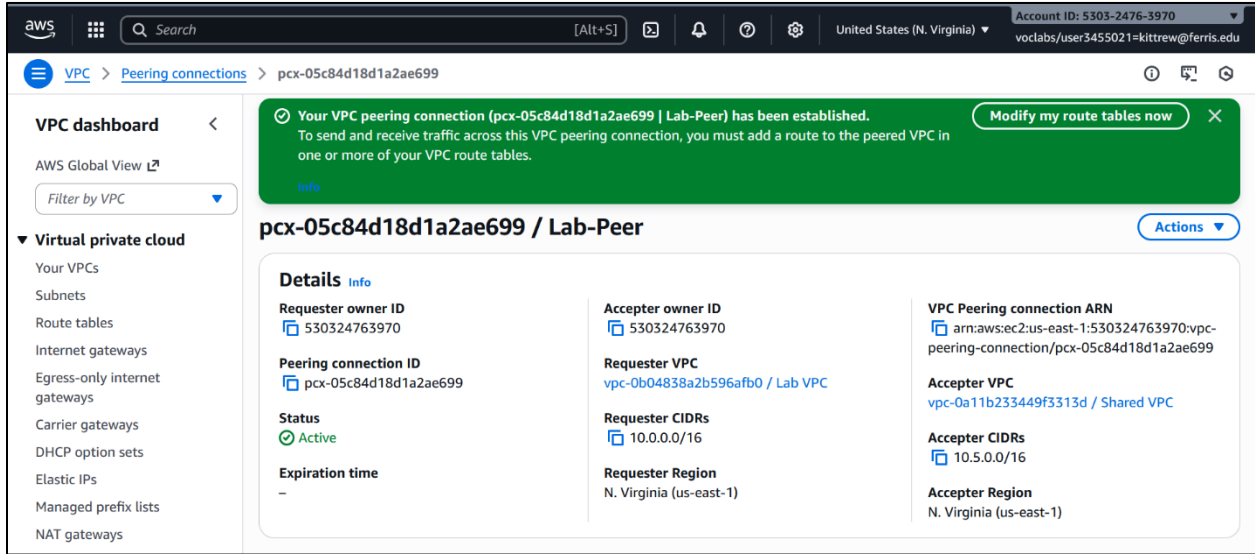 aws
Search
[Alt+S]
United States (N. Virginia) ▼
Account ID: 5303-2476-3970
voclabs/user3455021=kittrew@ferris.edu
VPC > Peering connections > pcx-05c84d18d1a2ae699
VPC dashboard
AWS Global View
Filter by VPC
Virtual private cloud
Your VPCs
Subnets
Route tables
Internet gateways
Egress-only internet
gateways
Carrier gateways
DHCP option sets
Elastic IPs
Managed prefix lists
NAT gateways
Your VPC peering connection (pcx-05c84d18d1a2ae699 | Lab-Peer) has been established.
To send and receive traffic across this VPC peering connection, you must add a route to the peered VPC in
one or more of your VPC route tables.
Info
Modify my route tables now
pcx-05c84d18d1a2ae699 / Lab-Peer
Actions ▼
Details Info
Requester owner ID
530324763970
Peering connection ID
pcx-05c84d18d1a2ae699
Status
Active
Expiration time
–
Accepter owner ID
530324763970
Requester VPC
vpc-0b04838a2b596afb0 / Lab VPC
Requester CIDRs
10.0.0.0/16
Requester Region
N. Virginia (us-east-1)
VPC Peering connection ARN
arn:aws:ec2:us-east-1:530324763970:vpc-
peering-connection/pcx-05c84d18d1a2ae699
Accepter VPC
vpc-0a11b233449f3313d / Shared VPC
Accepter CIDRs
10.5.0.0/16
Accepter Region
N. Virginia (us-east-1)